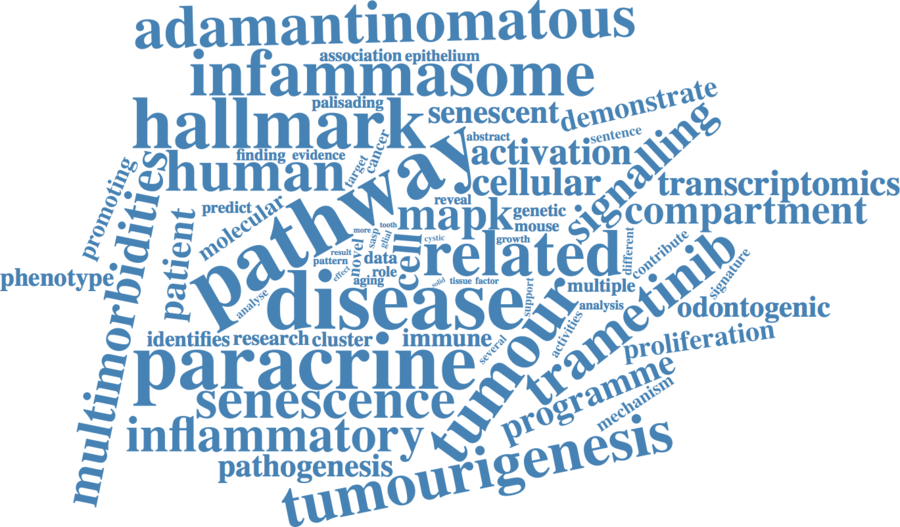 adamantinomatous
association epithelium
infammasome
palisading
hallmark
senescent
demonstrate
abstract
sentence
signalling
cancer
target
finding evidence
human
activation
promoting
multimorbidities
pathway
cellular
transcriptomics
reveal
predict
molecular
patient
mapk
genetic
mouse
compartment
tooth
more
sasp
glial
cystic
growth
different
result
novel
cell
related
contribute
pattern
data
effect
role
phenotype
aging
solid
tissue factor
support
multiple
signature
analyse
disease
trametinib
analysis
odontogenic
activities
identifies research cluster
immune
several
tumour
proliferation
paracrine
programme
mechanism
senescence
inflammatory
pathogenesis
tumourigenesis